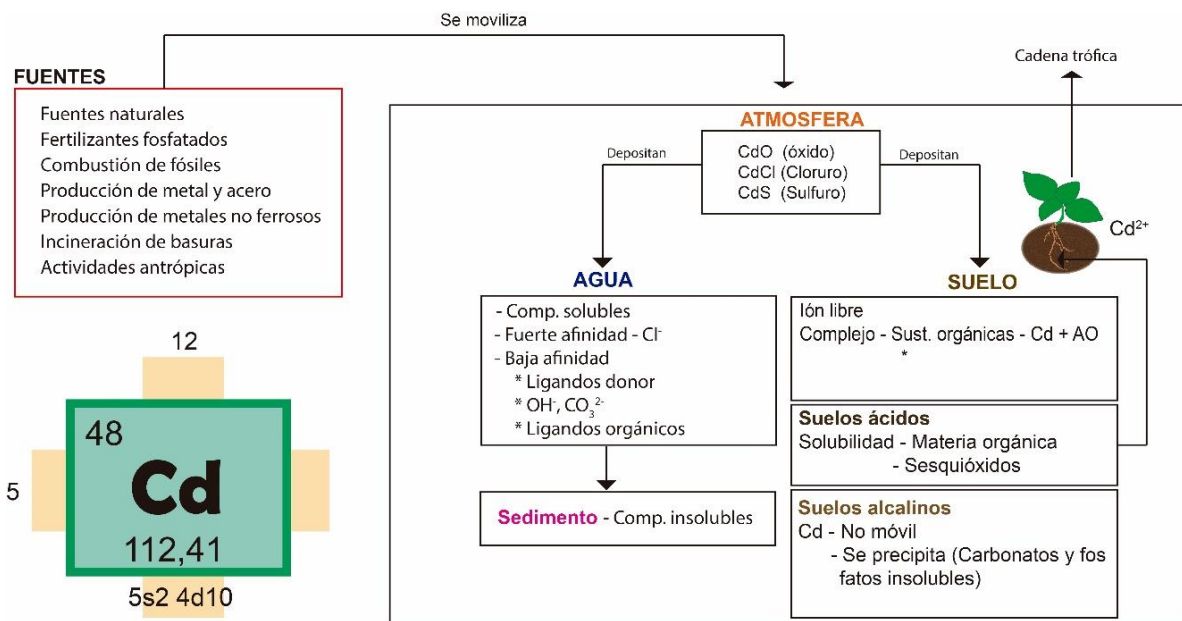 Se moviliza
FUENTES
Fuentes naturales
Fertilizantes fosfatados
Combustión de fósiles
Producción de metal y acero
Producción de metales no ferrosos
Incineración de basuras
Actividades antrópicas
Cadena trófica
ATMOSFERA
Depositan
CdO (óxido)
CdCl (Cloruro)
CdS (Sulfuro)
Depositan
Cd²⁺
AGUA
- Comp. solubles
- Fuerte afinidad - Cl⁻
- Baja afinidad
* Ligandos donor
* OH⁻, CO₃²⁻
* Ligandos orgánicos
Sedimento - Comp. insolubles
SUELO
Ión libre
Complejo - Sust. orgánicas - Cd + AO
*
Suelos ácidos
Solubilidad - Materia orgánica
- Sesquióxidos
Suelos alcalinos
Cd - No móvil
- Se precipita (Carbonatos y fos
fatos insolubles)
12
48
5
Cd
112,41
5s2 4d10